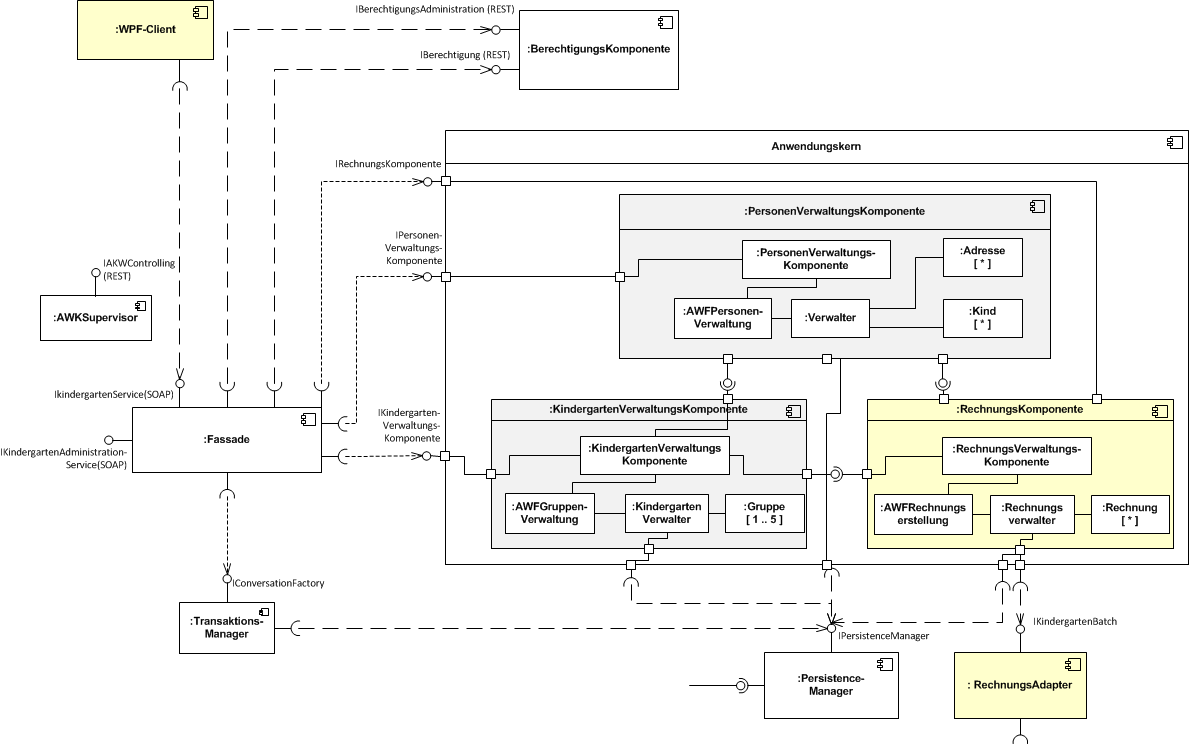 :WPF-Client
IBerechtigungsAdministration (REST)
IBerechtigung (REST)
:BerechtigungsKomponente
Anwendungskern
IRechnungsKomponente
IPersonen-
Verwaltungs-
Komponente
:PersonenVerwaltungsKomponente
:PersonenVerwaltungs-
Komponente
:Adresse
[ * ]
:AWFPersonen-
Verwaltung
:Verwalter
:Kind
[ * ]
IAKWControlling
(REST)
:AWKSupervisor
IkindergartenService(SOAP)
:Fassade
IKindergartenAdministration-
Service(SOAP)
IKindergarten-
Verwaltungs-
Komponente
:KindergartenVerwaltungsKomponente
:KindergartenVerwaltungs
Komponente
:AWFGruppen-
Verwaltung
:Kindergarten
Verwalter
:Gruppe
[ 1 .. 5 ]
:RechnungsKomponente
:RechnungsVerwaltungs-
Komponente
:AWFRechnungs
erstellung
:Rechnungs
verwalter
:Rechnung
[ * ]
IConversationFactory
:Transaktions-
Manager
IPersistenceManager
:Persistence-
Manager
IKindergartenBatch
: RechnungsAdapter